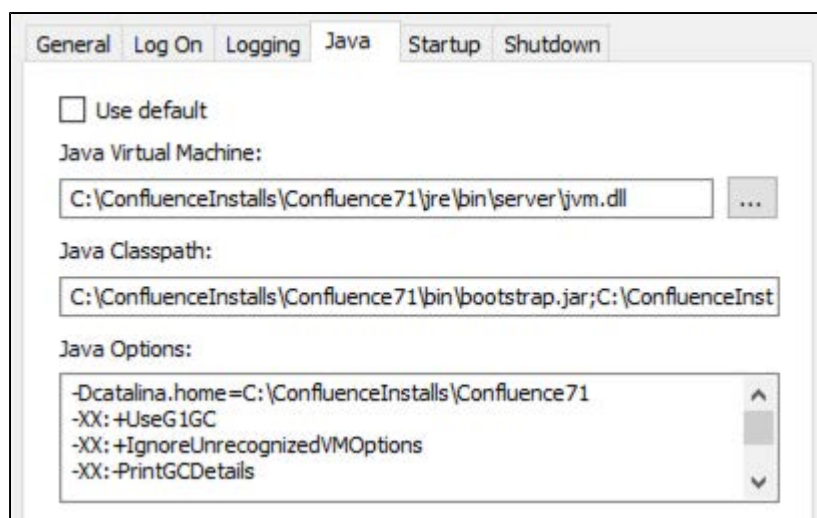 General Log On Logging Java Startup Shutdown
Use default
Java Virtual Machine:
C:\ConfluenceInstalls\Confluence71\jre\bin\server\jvm.dll ...
Java Classpath:
C:\ConfluenceInstalls\Confluence71\bin\bootstrap.jar;C:\ConfluenceInst
Java Options:
-Dcatalina.home=C:\ConfluenceInstalls\Confluence71
-XX:+UseG1GC
-XX:+IgnoreUnrecognizedVMOptions
-XX:-PrintGCDetails